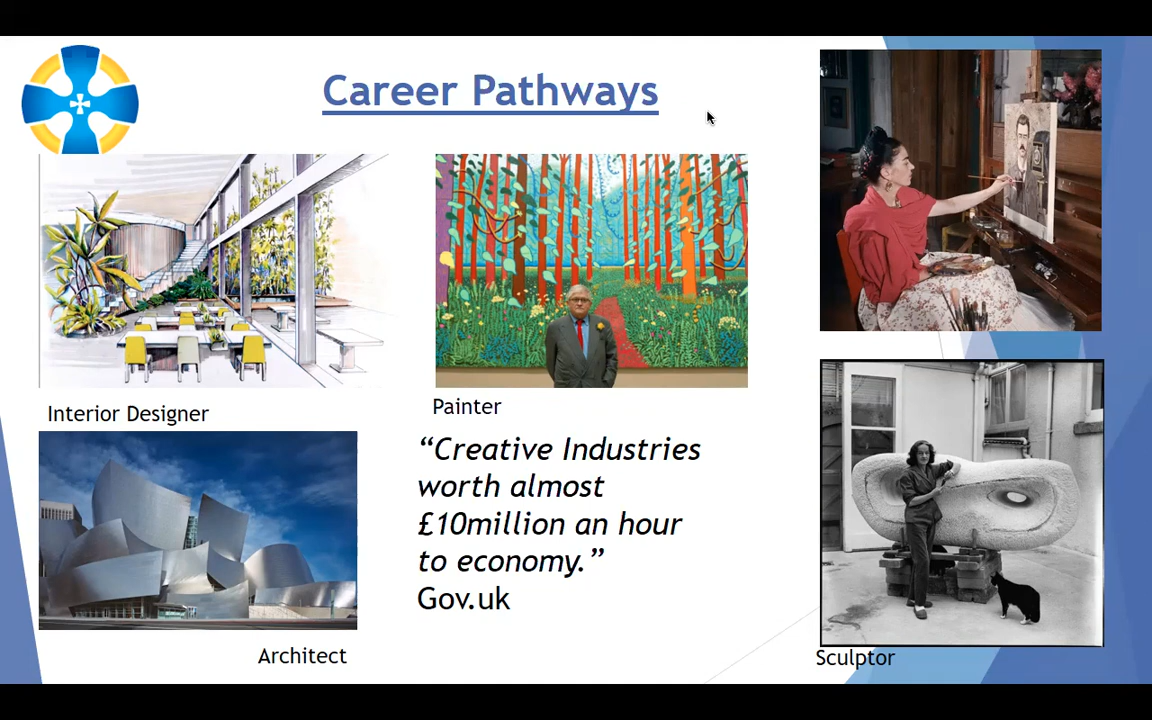 Career Pathways
Interior Designer
Painter
“Creative Industries
worth almost
£10million an hour
to economy.”
Gov.uk
Architect
Sculptor